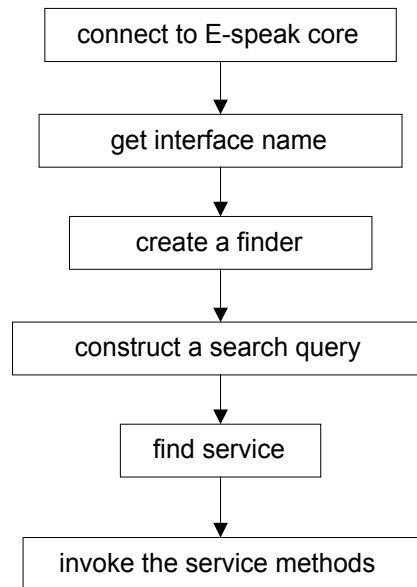 connect to E-speak core
get interface name
create a finder
construct a search query
find service
invoke the service methods